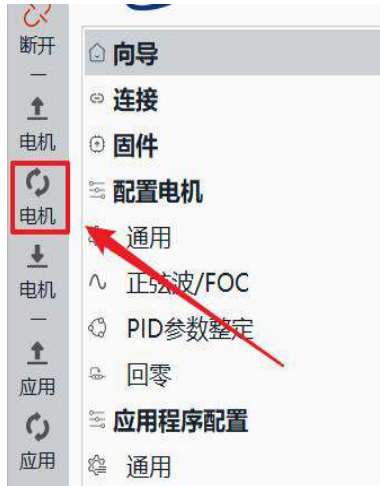 断开
电机
电机
电机
应用
应用
向导
连接
固件
配置电机
通用
正弦波/FOC
PID参数整定
回零
应用程序配置
通用